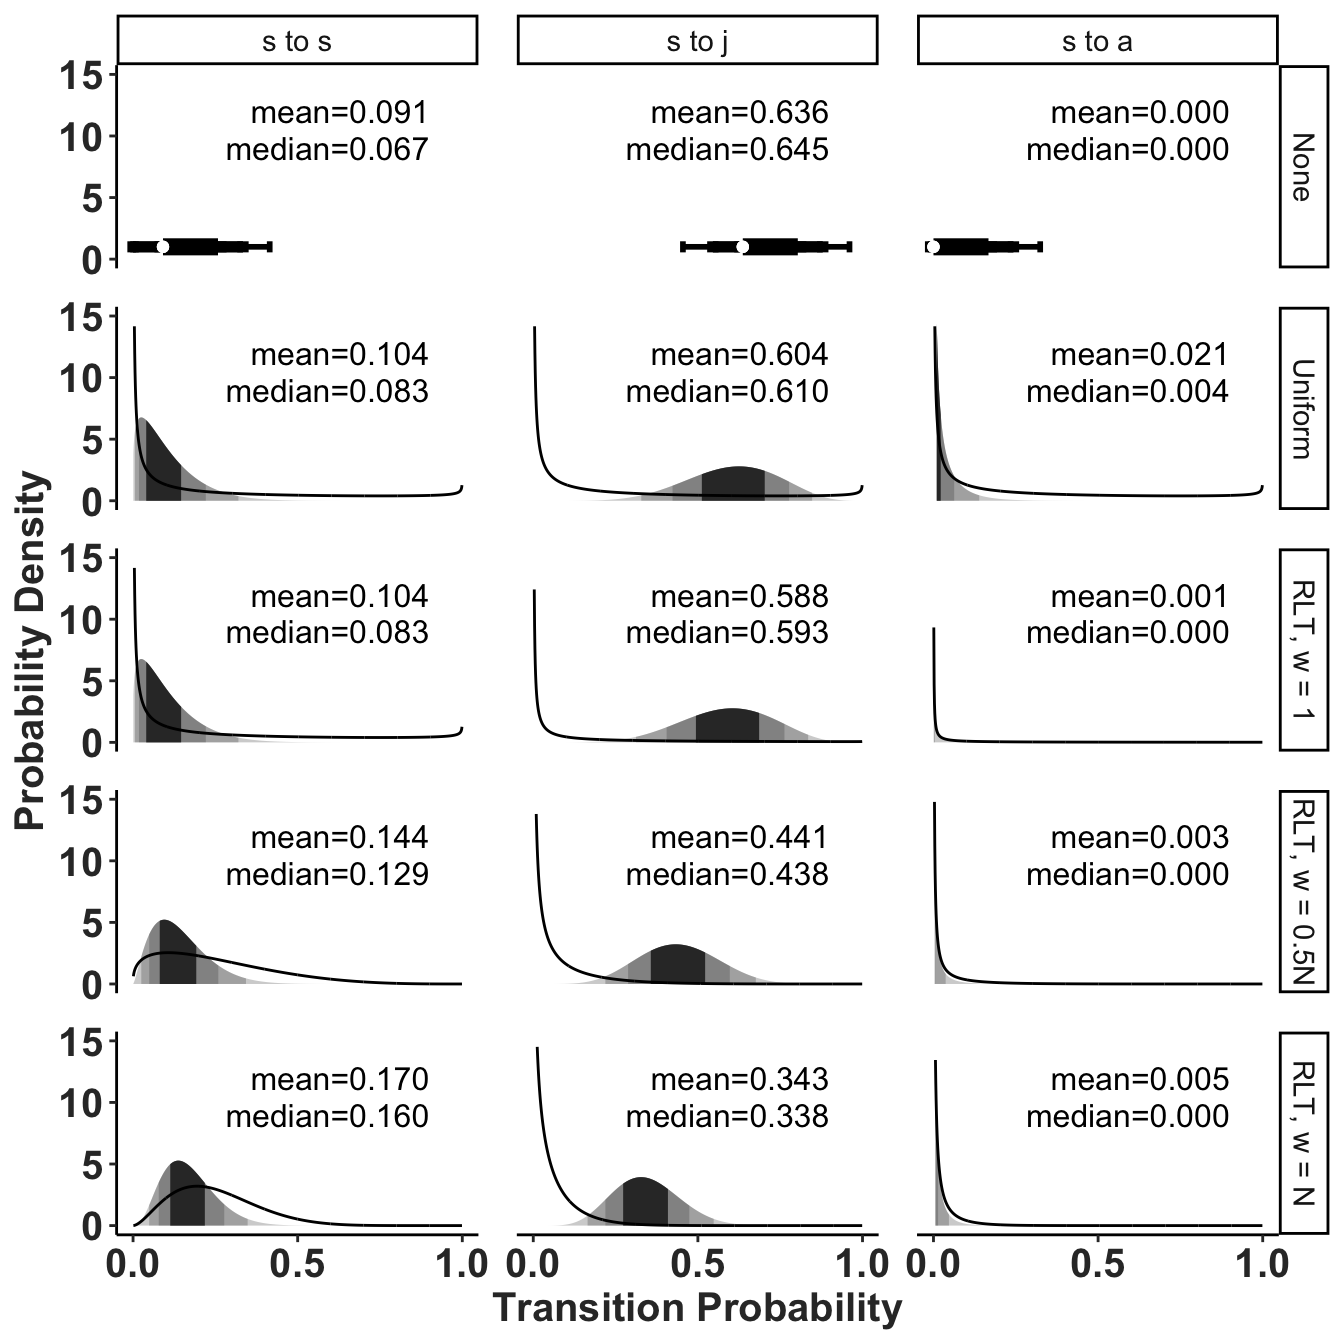 s to s
s to j
s to a
15
10
5
0
mean=0.091
median=0.067
mean=0.636
median=0.645
mean=0.000
median=0.000
None
15
10
5
0
mean=0.104
median=0.083
mean=0.604
median=0.610
mean=0.021
median=0.004
Uniform
15
10
5
0
mean=0.104
median=0.083
mean=0.588
median=0.593
mean=0.001
median=0.000
RLT, w = 1
15
10
5
0
mean=0.144
median=0.129
mean=0.441
median=0.438
mean=0.003
median=0.000
RLT, w = 0.5N
15
10
5
0
mean=0.170
median=0.160
mean=0.343
median=0.338
mean=0.005
median=0.000
RLT, w = N
Probability Density
0.0 0.5 1.0 0.0 0.5 1.0 0.0 0.5 1.0
Transition Probability